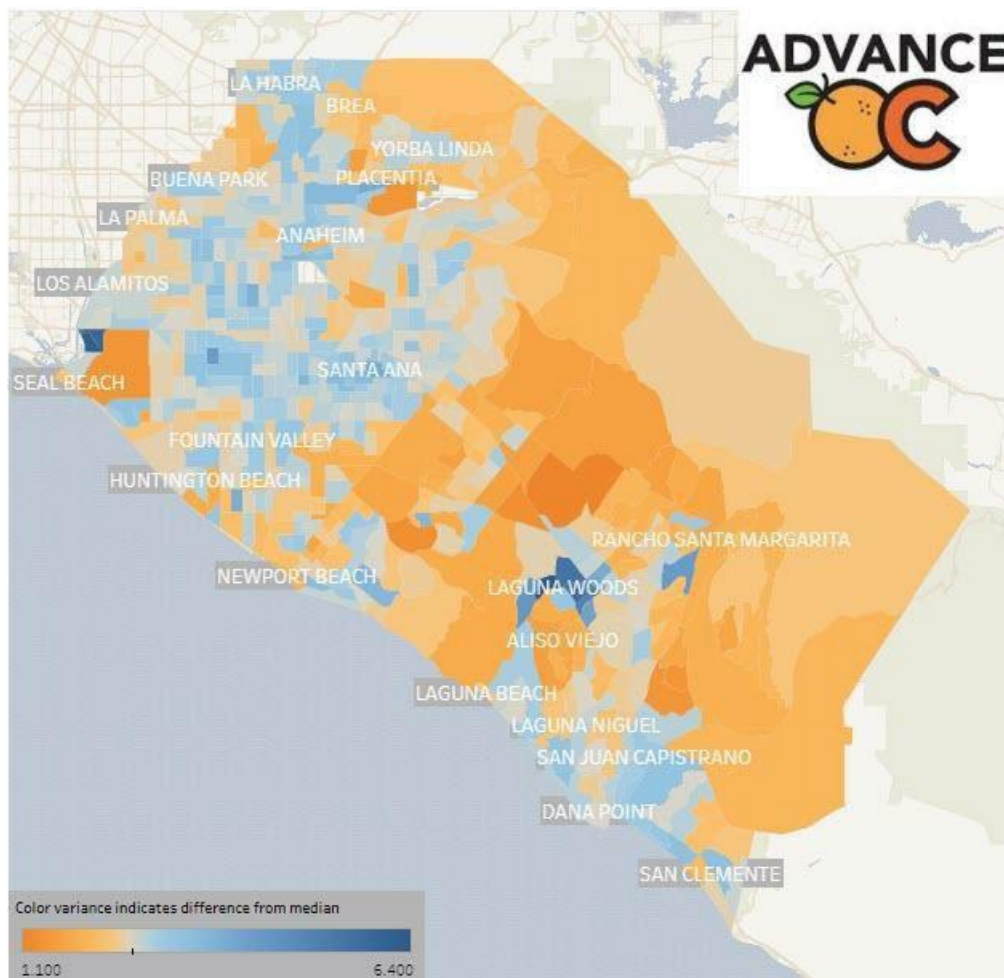 ADVANCE
OC
LA HABRA
BREA
YORBA LINDA
BUENA PARK
PLACENTIA
LA PALMA
ANAHEIM
LOS ALAMITOS
SANTA ANA
SEAL BEACH
FOUNTAIN VALLEY
HUNTINGTON BEACH
RANCHO SANTA MARGARITA
NEWPORT BEACH
LAGUNA WOODS
ALISO VIEJO
LAGUNA BEACH
LAGUNA NIGUEL
SAN JUAN CAPISTRANO
DANA POINT
SAN CLEMENTE
Color variance indicates difference from median
1.100
6.400